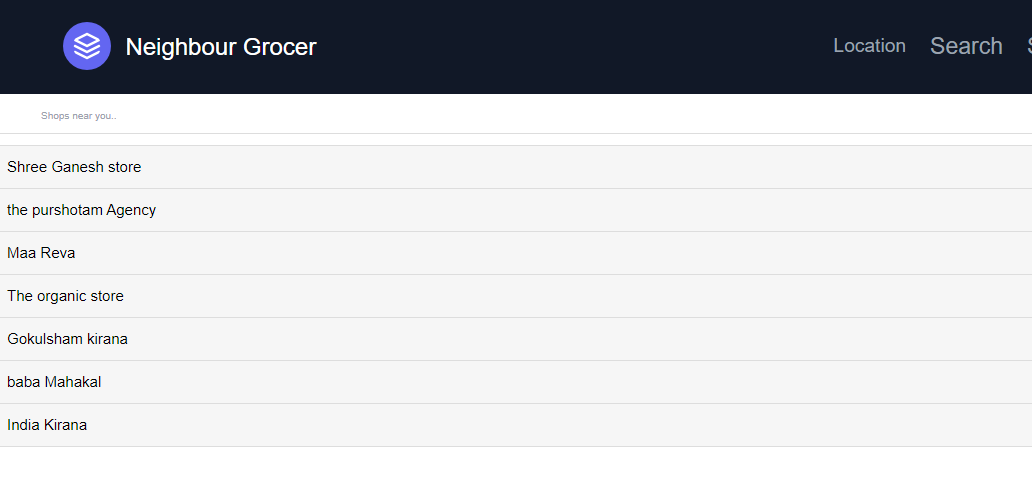 Neighbour Grocer Location Search
Shops near you..
Shree Ganesh store
the purshotam Agency
Maa Reva
The organic store
Gokulsham kirana
baba Mahakal
India Kirana